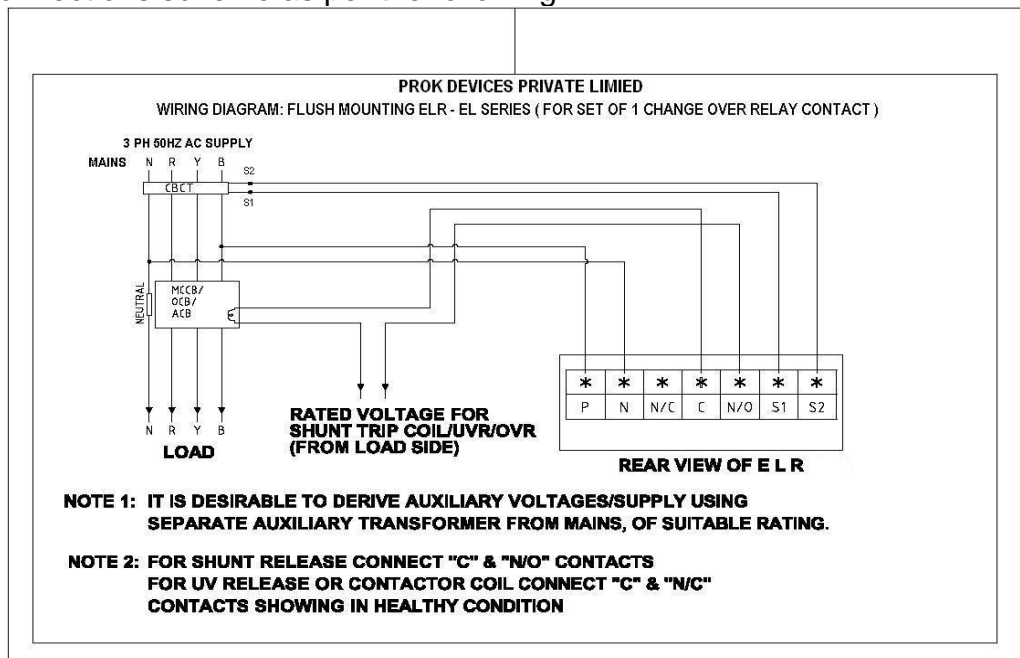 PROK DEVICES PRIVATE LIMIED
WIRING DIAGRAM: FLUSH MOUNTING ELR - EL SERIES ( FOR SET OF 1 CHANGE OVER RELAY CONTACT )
3 PH 50HZ AC SUPPLY
MAINS N R Y B
S2
CBCT
S1
NEUTRAL
MCCB/
OCB/
ACB
* * * * * * *
P N N/C C N/O S1 S2
N R Y B
LOAD
RATED VOLTAGE FOR
SHUNT TRIP COIL/UVR/OVR
(FROM LOAD SIDE)
REAR VIEW OF E L R
NOTE 1: IT IS DESIRABLE TO DERIVE AUXILIARY VOLTAGES/SUPPLY USING
SEPARATE AUXILIARY TRANSFORMER FROM MAINS, OF SUITABLE RATING.
NOTE 2: FOR SHUNT RELEASE CONNECT "C" & "N/O" CONTACTS
FOR UV RELEASE OR CONTACTOR COIL CONNECT "C" & "N/C"
CONTACTS SHOWING IN HEALTHY CONDITION